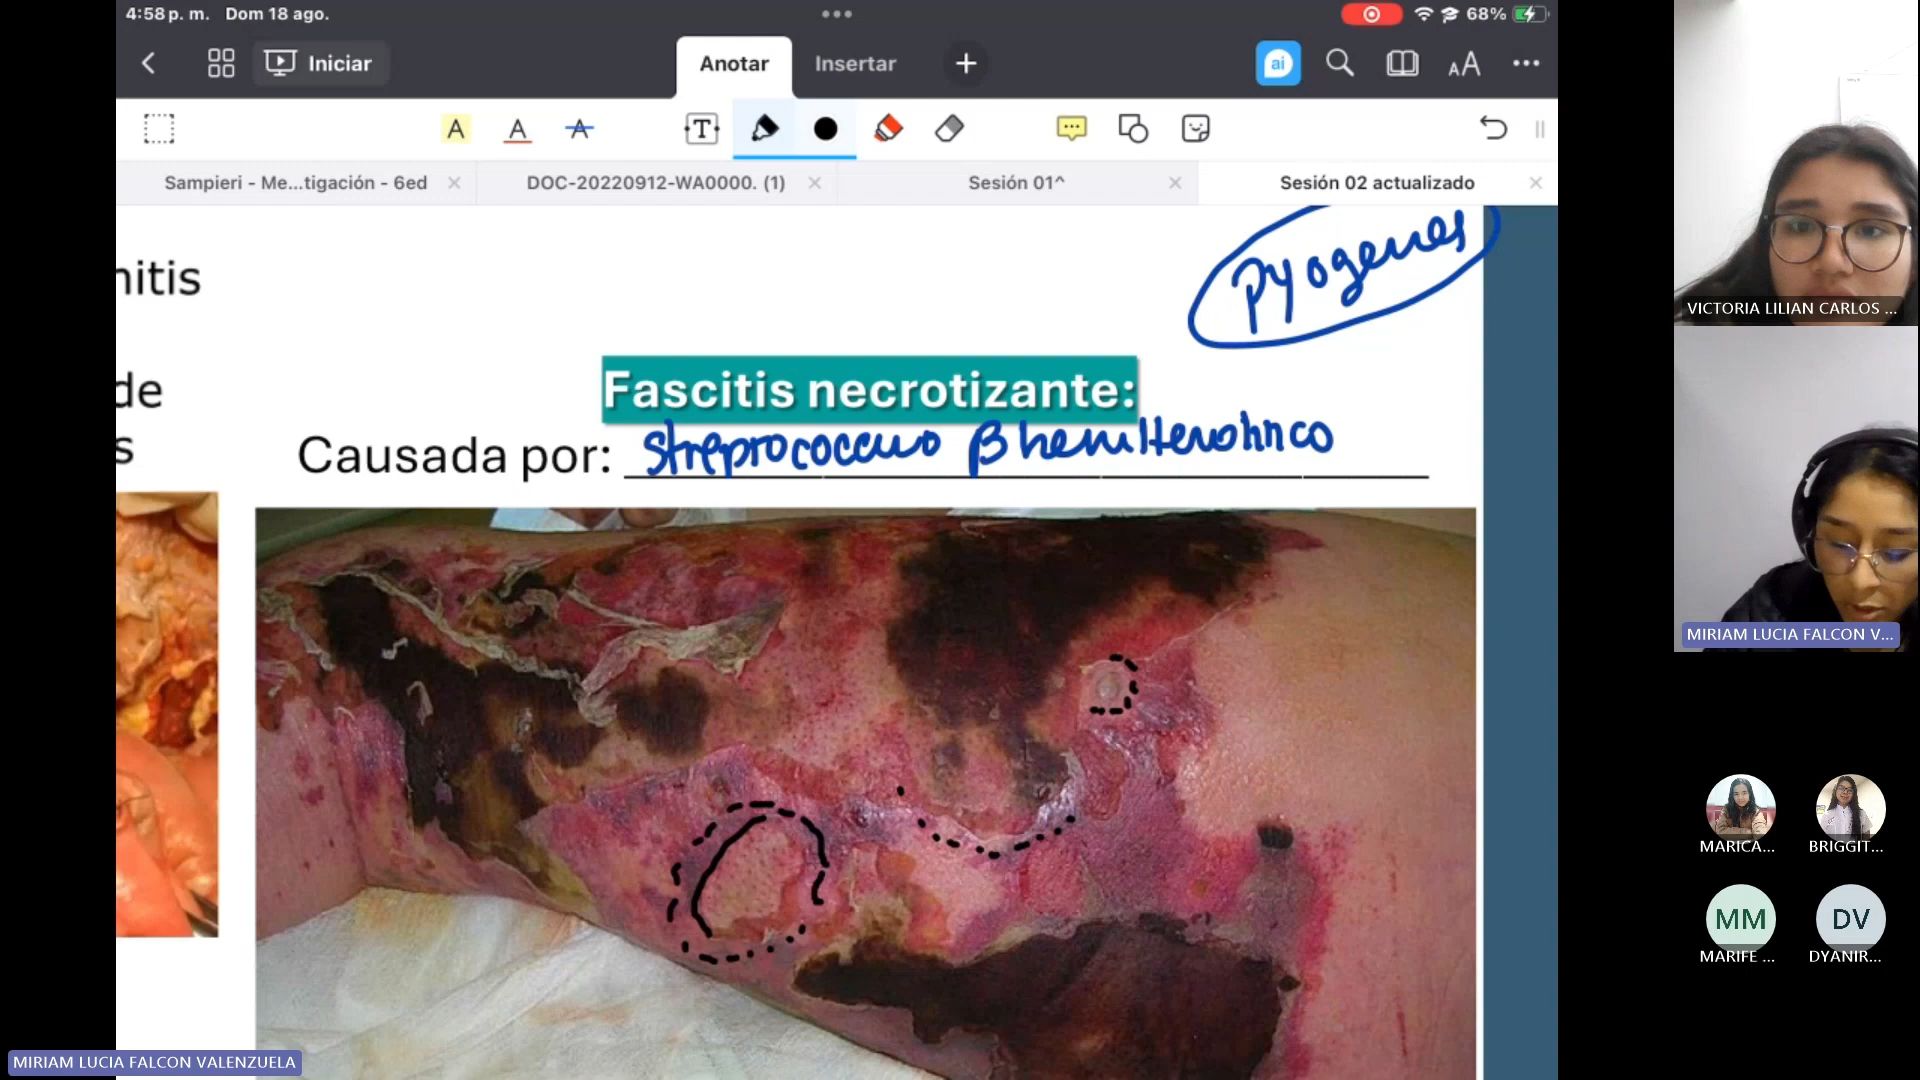 4:58 p. m. Dom 18 ago.
68%
Iniciar
Anotar
Insertar
ai
AA
A A A T
Sampieri - Me...tigación - 6ed
DOC-20220912-WA0000. (1)
Sesión 01^
Sesión 02 actualizado
Pyogenes
nitis
de
s
Fascitis necrotizante:
Causada por:
VICTORIA LILIAN CARLOS ...
MIRIAM LUCIA FALCON V...
MARICA...
BRIGGIT...
MM
DV
MARIFE ...
DYANIR...
MIRIAM LUCIA FALCON VALENZUELA